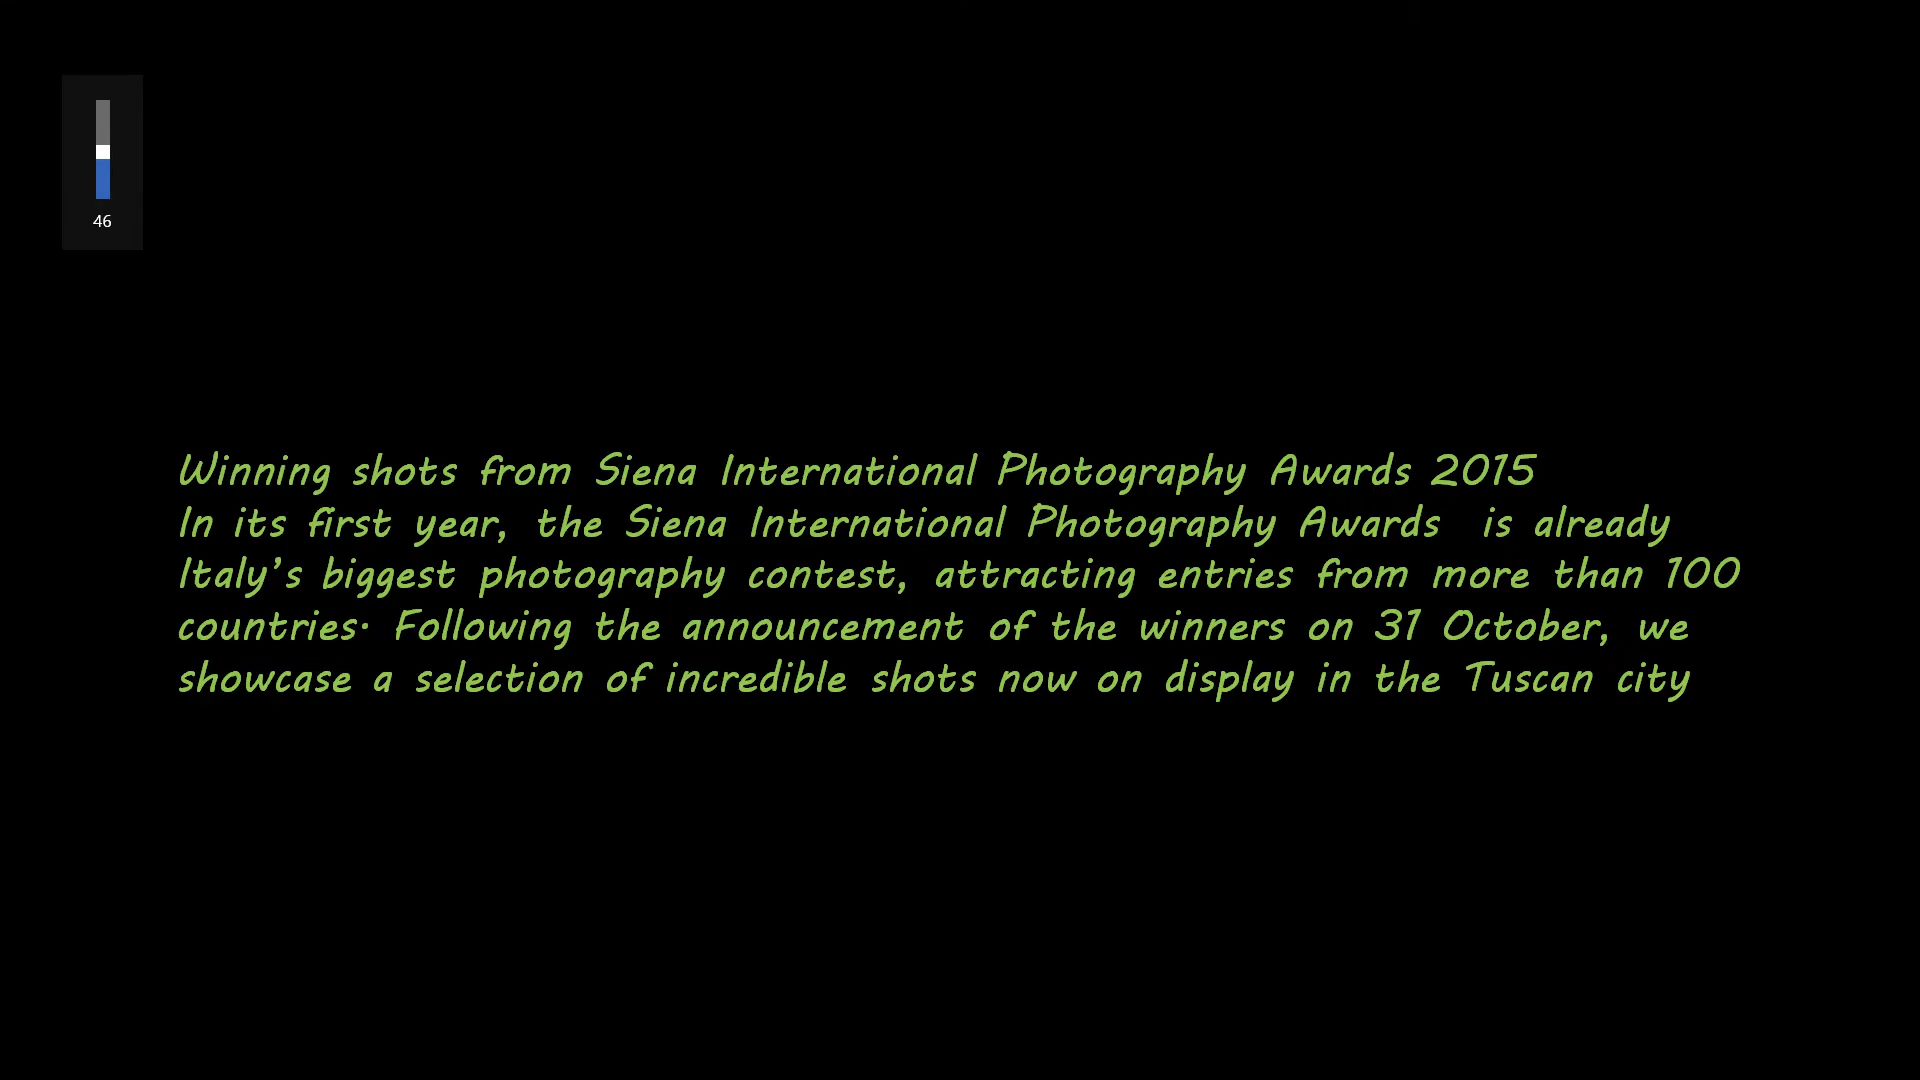 46
Winning shots from Siena International Photography Awards 2015
In its first year, the Siena International Photography Awards  is already
Italy’s biggest photography contest, attracting entries from more than 100
countries. Following the announcement of the winners on 31 October, we
showcase a selection of incredible shots now on display in the Tuscan city